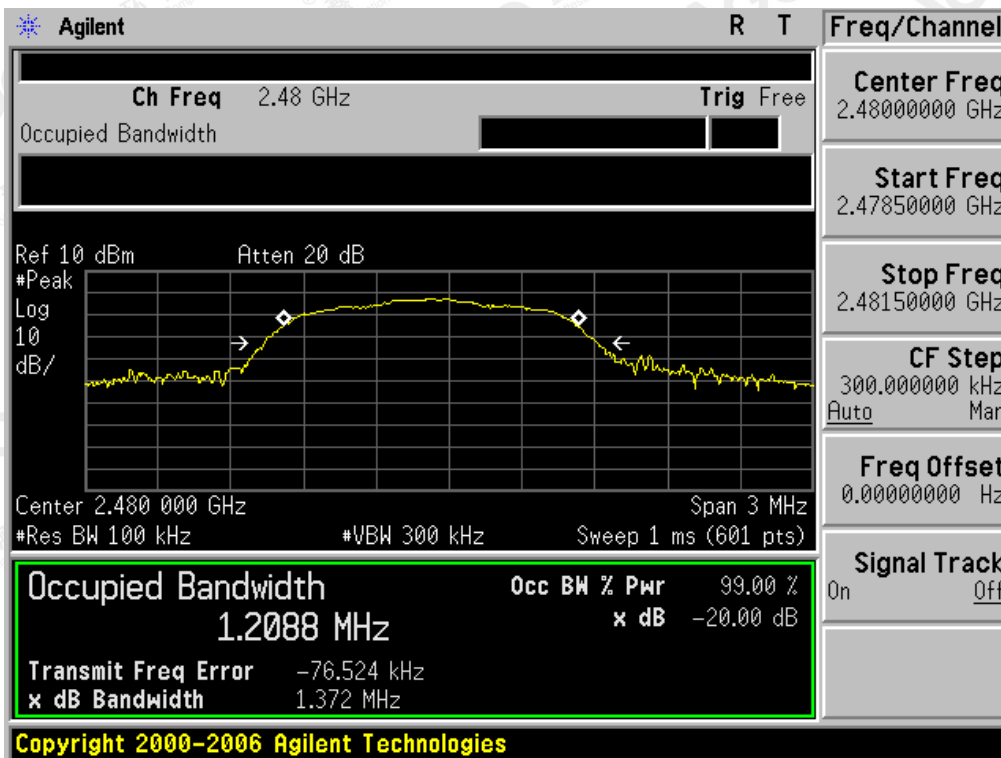 Agilent R T
Ch Freq 2.48 GHz Trig Free
Occupied Bandwidth
Ref 10 dBm Atten 20 dB
#Peak
Log
10
dB/
Center 2.480 000 GHz Span 3 MHz
#Res BW 100 kHz #VBW 300 kHz Sweep 1 ms (601 pts)
Occupied Bandwidth
1.2088 MHz
Occ BW % Pwr 99.00 %
x dB -20.00 dB
Transmit Freq Error -76.524 kHz
x dB Bandwidth 1.372 MHz
Copyright 2000-2006 Agilent Technologies
Freq/Channel
Center Freq
2.48000000 GHz
Start Freq
2.47850000 GHz
Stop Freq
2.48150000 GHz
CF Step
300.000000 kHz
Auto Man
Freq Offset
0.00000000 Hz
Signal Track
On Off